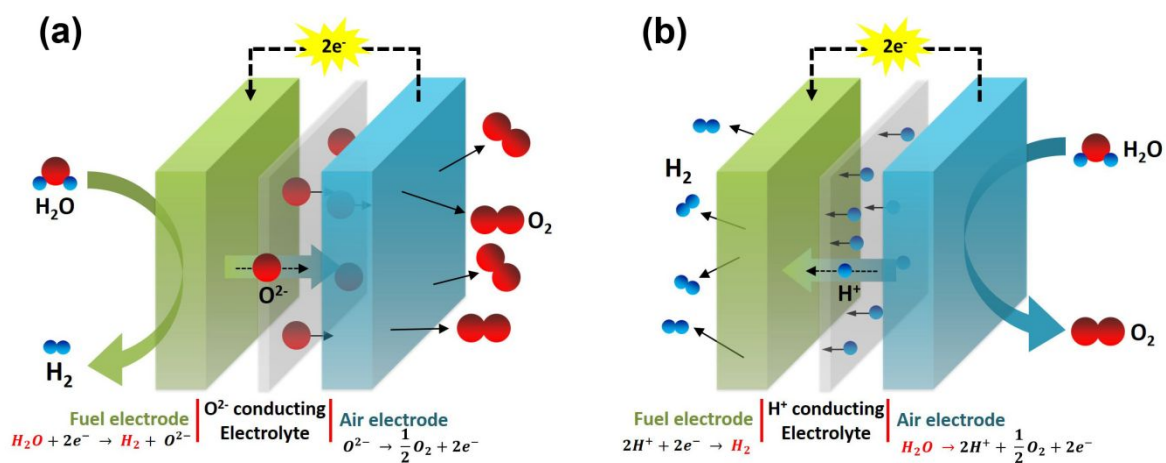 (a)
2e⁻
H₂O
O₂
O²⁻
H₂
Fuel electrode
O²⁻ conducting
Electrolyte
Air electrode
H₂O + 2e⁻ → H₂ + O²⁻
O²⁻ → 1/2 O₂ + 2e⁻
(b)
2e⁻
H₂O
H₂
H⁺
O₂
Fuel electrode
H⁺ conducting
Electrolyte
Air electrode
2H⁺ + 2e⁻ → H₂
H₂O → 2H⁺ + 1/2 O₂ + 2e⁻